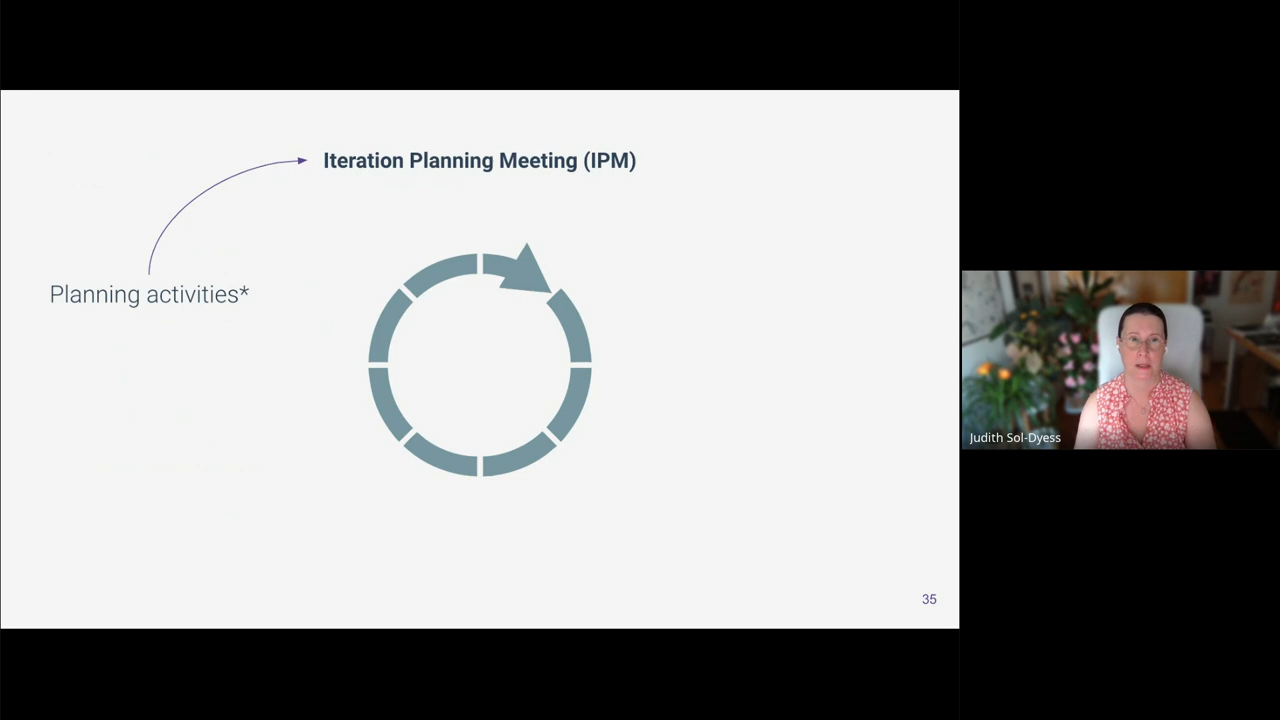 Iteration Planning Meeting (IPM)
Planning activities*
Judith Sol-Dyess
35